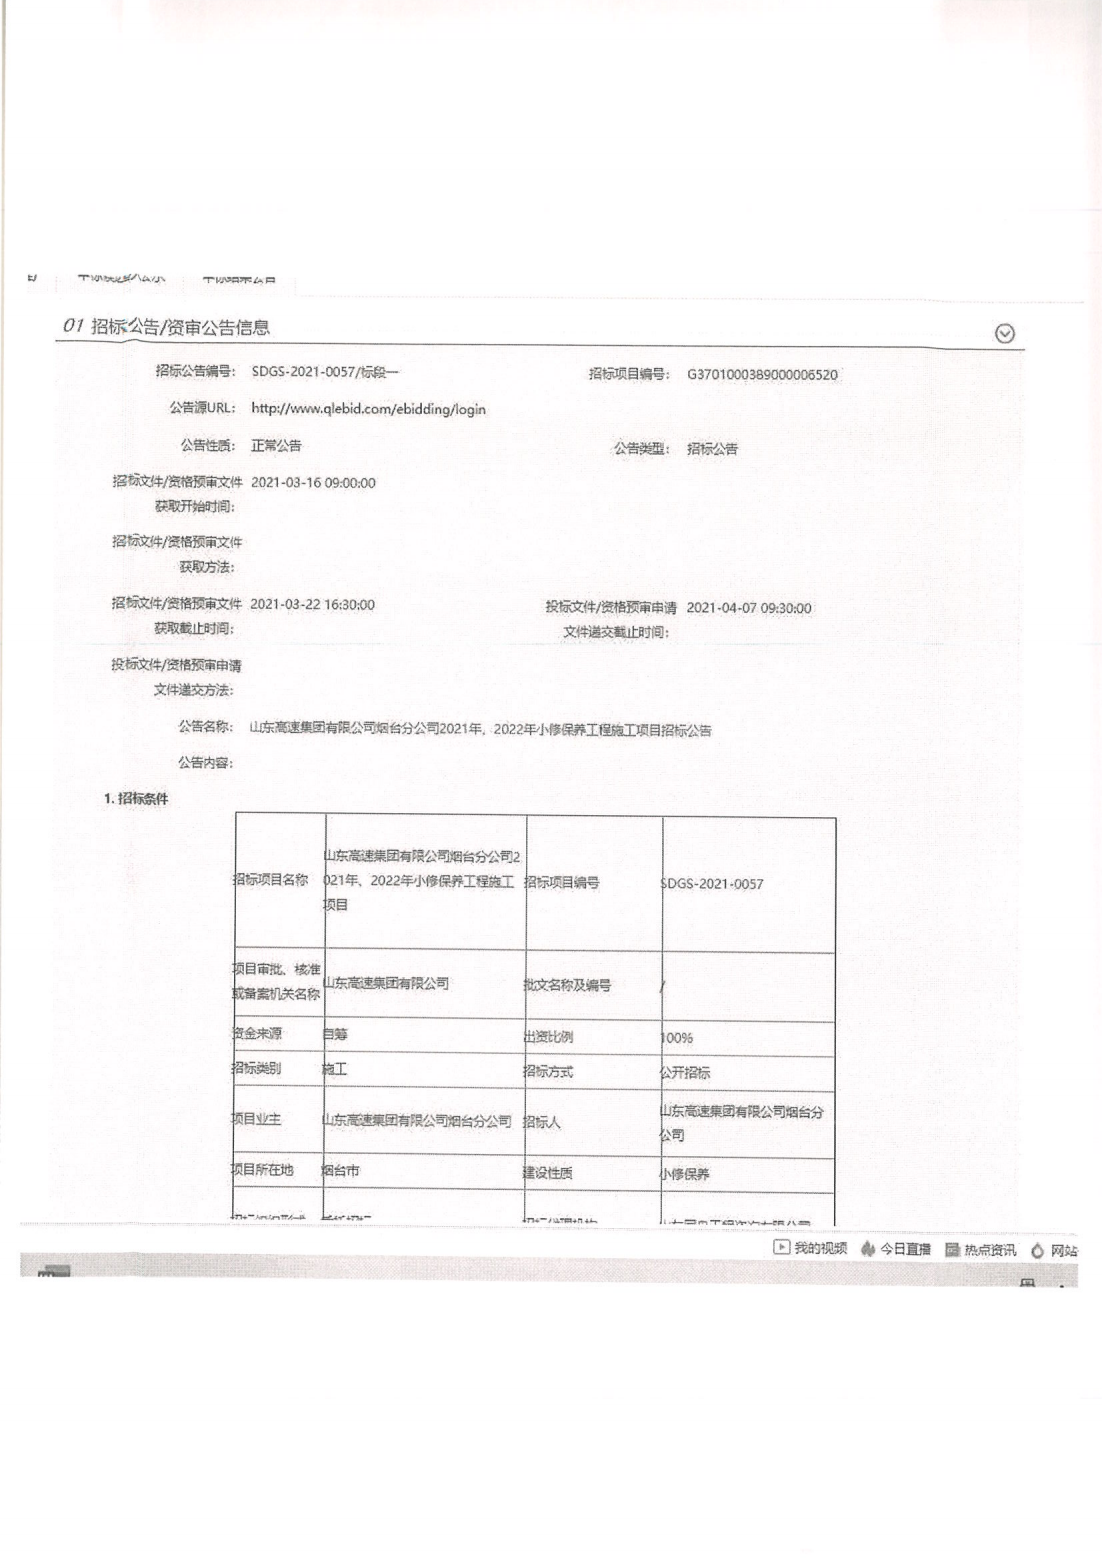 01 招标公告/资审公告信息
招标公告编号： SDGS-2021-0057/标段一 招标项目编号： G3701000389000006520
公告源URL： http://www.qlebid.com/ebidding/login
公告性质： 正常公告 公告类型： 招标公告
招标文件/资格预审文件 2021-03-16 09:00:00
获取开始时间：
招标文件/资格预审文件
获取方法：
招标文件/资格预审文件 2021-03-22 16:30:00 投标文件/资格预审申请 2021-04-07 09:30:00
获取截止时间： 文件递交截止时间：
投标文件/资格预审申请
文件递交方法：
公告名称： 山东高速集团有限公司烟台分公司2021年，2022年小修保养工程施工项目招标公告
公告内容：
1. 招标条件
山东高速集团有限公司烟台分公司2
招标项目名称 021年、2022年小修保养工程施工 招标项目编号 SDGS-2021-0057
项目
项目审批、核准
山东高速集团有限公司 批文名称及编号 /
或备案机关名称
资金来源 自筹 出资比例 100%
招标类别 施工 招标方式 公开招标
项目业主 山东高速集团有限公司烟台分公司 招标人 山东高速集团有限公司烟台分
公司
项目所在地 烟台市 建设性质 小修保养
我的视频 今日直播 热点资讯 网站